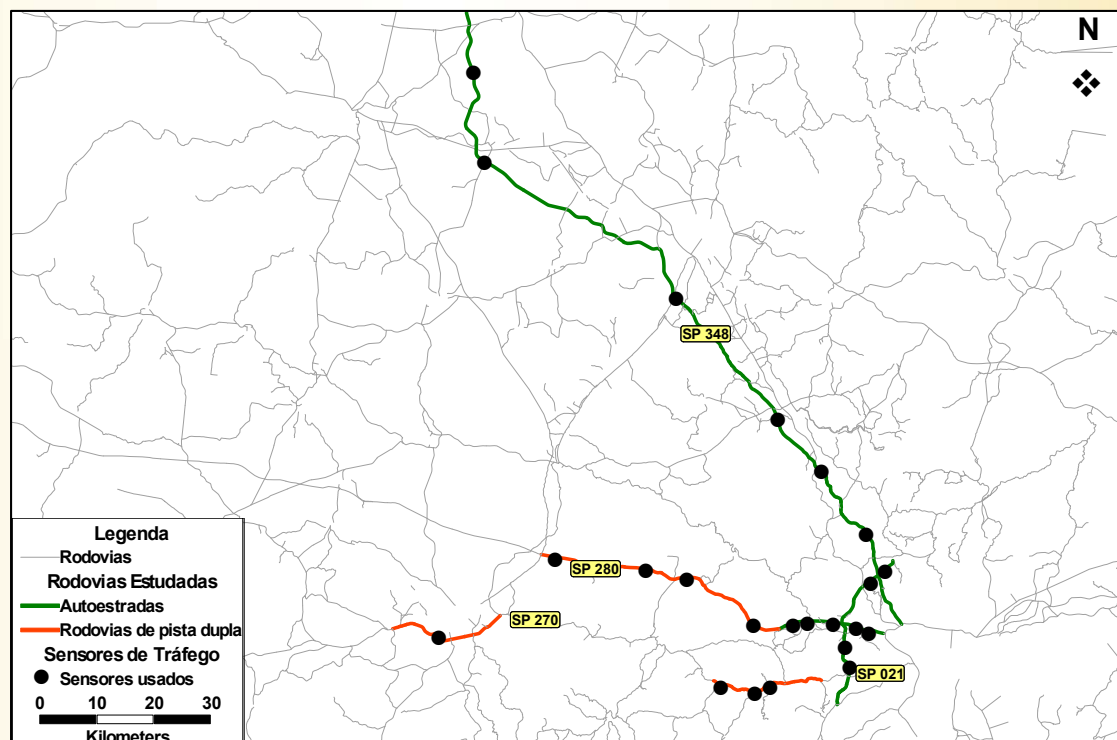 N
SP 348
SP 280
SP 270
SP 021
Legenda
Rodovias
Rodovias Estudadas
Autoestradas
Rodovias de pista dupla
Sensores de Tráfego
Sensores usados
0 10 20 30
Kilometers